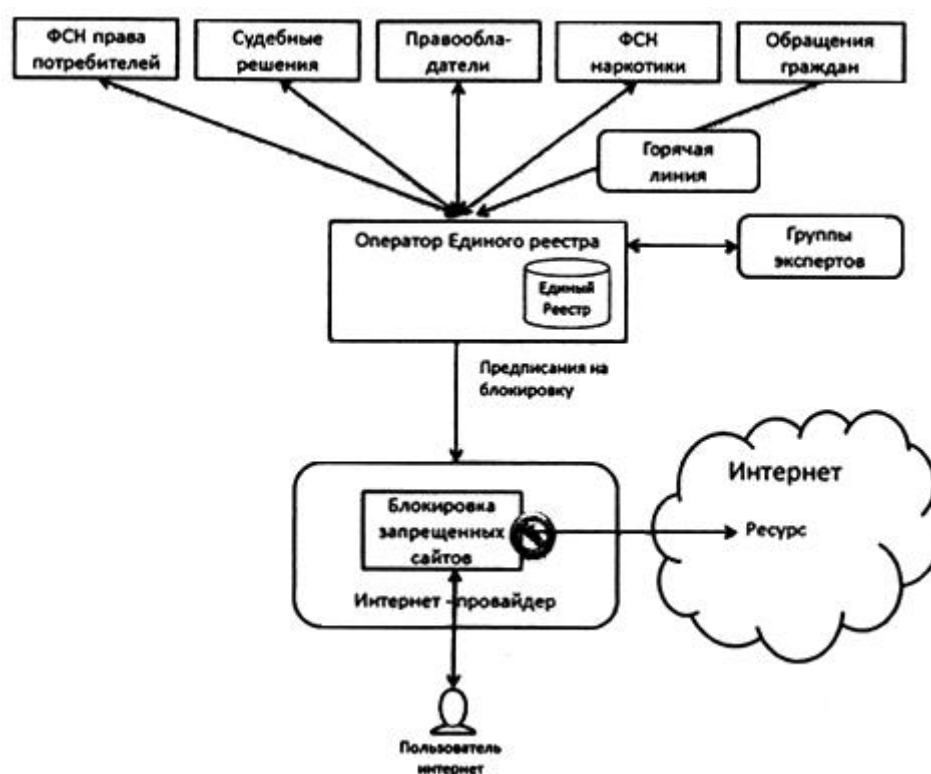 ФСН права
потребителей
Судебные
решения
Правообла-
датели
ФСН
наркотики
Обращения
граждан
Горячая
линия
Оператор Единого реестра
Группы
экспертов
Единый
Реестр
Предписания на
блокировку
Интернет
Блокировка
запрещенных
сайтов
Ресурс
Интернет - провайдер
Пользователь
интернет